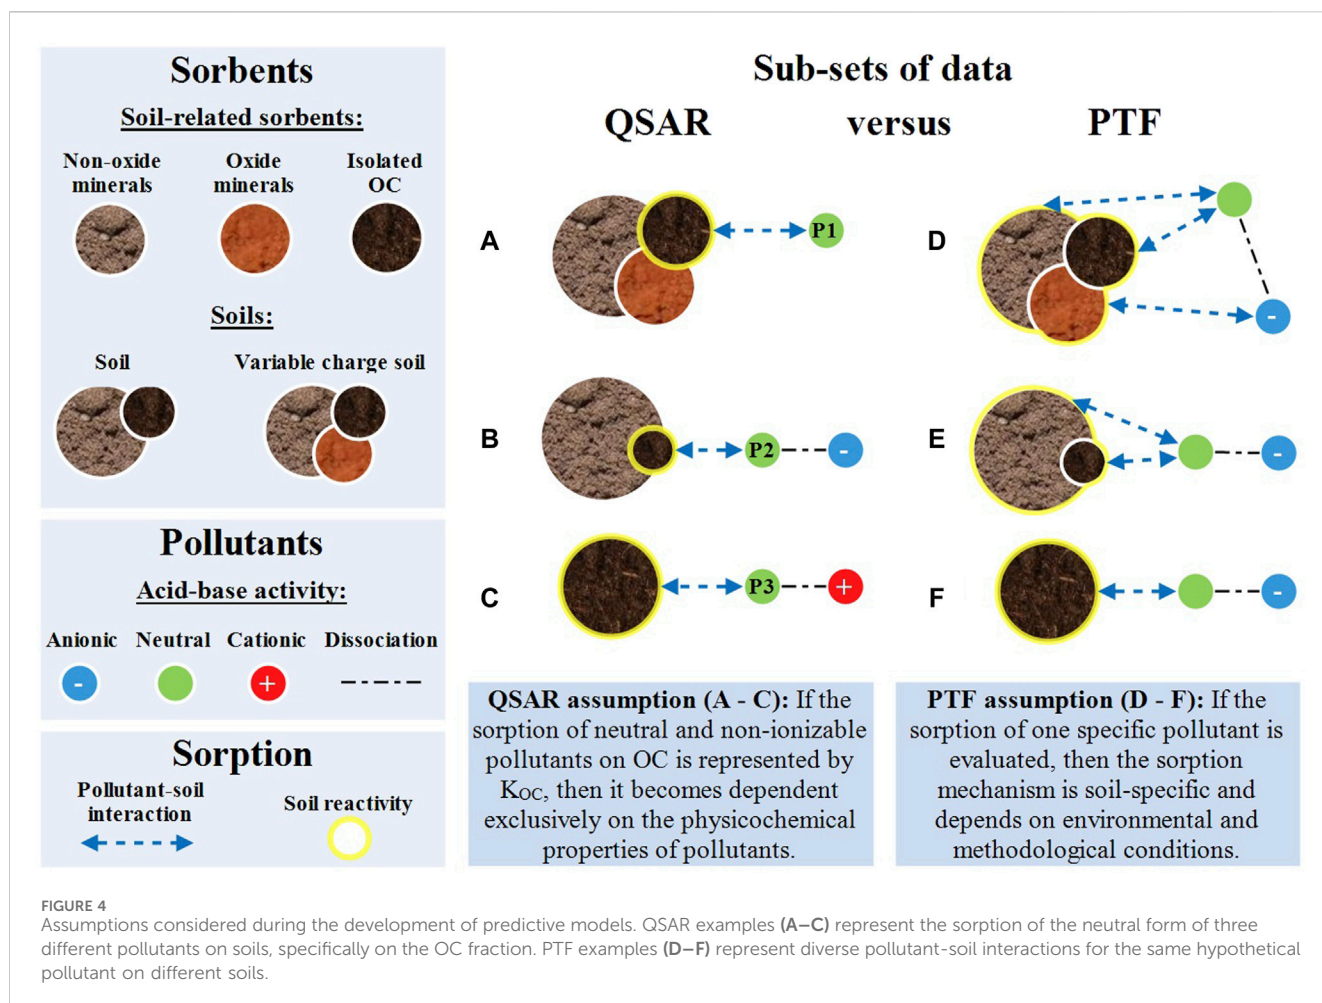 Sorbents
Soil-related sorbents:
Non-oxide
minerals
Oxide
minerals
Isolated
OC
Soils:
Soil
Variable charge soil
Pollutants
Acid-base activity:
Anionic
Neutral
Cationic
Dissociation
-
+
Sorption
Pollutant-soil
interaction
Soil reactivity
Sub-sets of data
QSAR versus PTF
A
P1
B
P2
-
C
P3
+
D
-
E
-
F
-
QSAR assumption (A - C): If the
sorption of neutral and non-ionizable
pollutants on OC is represented by
KOC, then it becomes dependent
exclusively on the physicochemical
properties of pollutants.
PTF assumption (D - F): If the
sorption of one specific pollutant is
evaluated, then the sorption
mechanism is soil-specific and
depends on environmental and
methodological conditions.
FIGURE 4
Assumptions considered during the development of predictive models. QSAR examples (A–C) represent the sorption of the neutral form of three
different pollutants on soils, specifically on the OC fraction. PTF examples (D–F) represent diverse pollutant-soil interactions for the same hypothetical
pollutant on different soils.